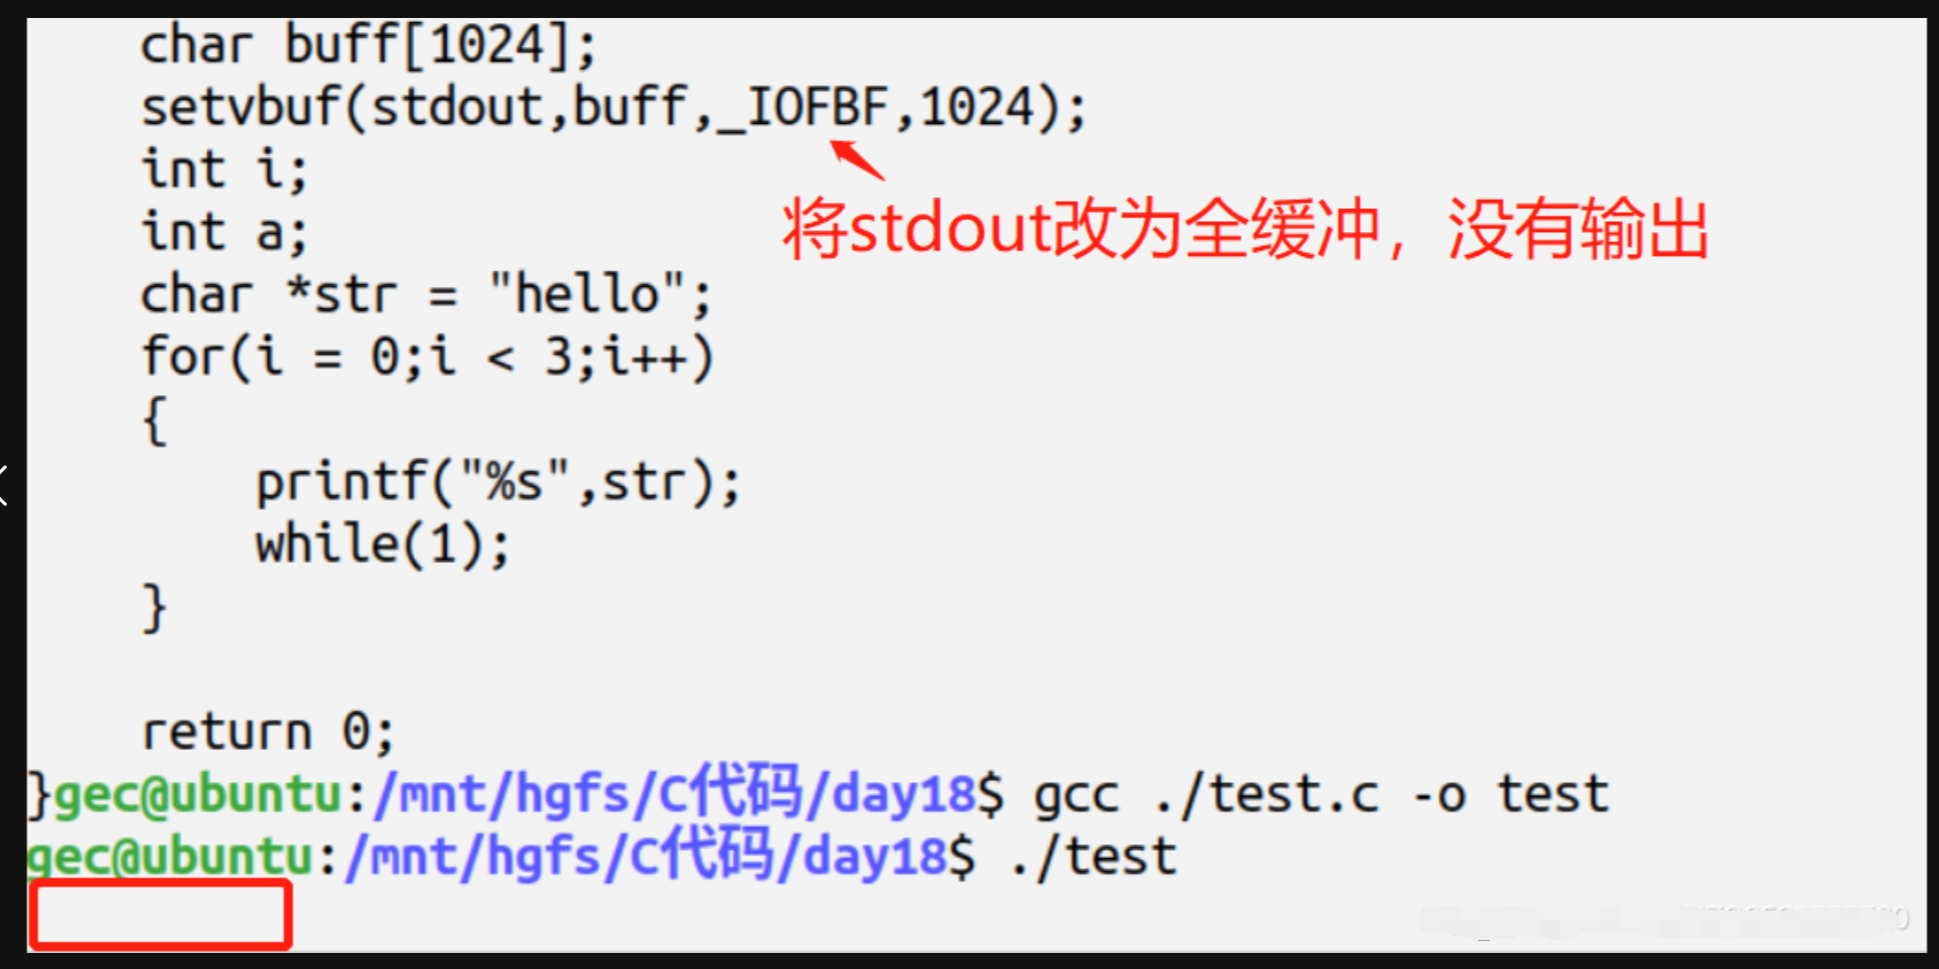 char buff[1024];
setvbuf(stdout,buff,_IOFBF,1024);
int i;
将stdout改为全缓冲，没有输出
int a;
char *str = "hello";
for(i = 0;i < 3;i++)
{
printf("%s",str);
while(1);
}
return 0;
}gec@ubuntu:/mnt/hgfs/C代码/day18$ gcc ./test.c -o test
gec@ubuntu:/mnt/hgfs/C代码/day18$ ./test